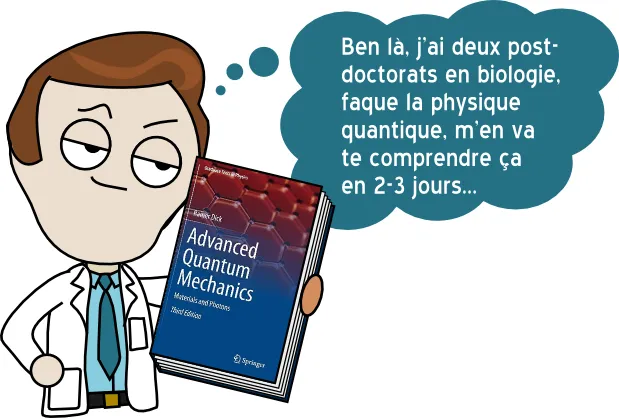 Ben là, j'ai deux post-
doctorats en biologie,
faque la physique
quantique, m'en va
te comprendre ça
en 2-3 jours...
Graduate Texts in Physics
Rainer Dick
Advanced
Quantum
Mechanics
Materials and Photons
Third Edition
Springer